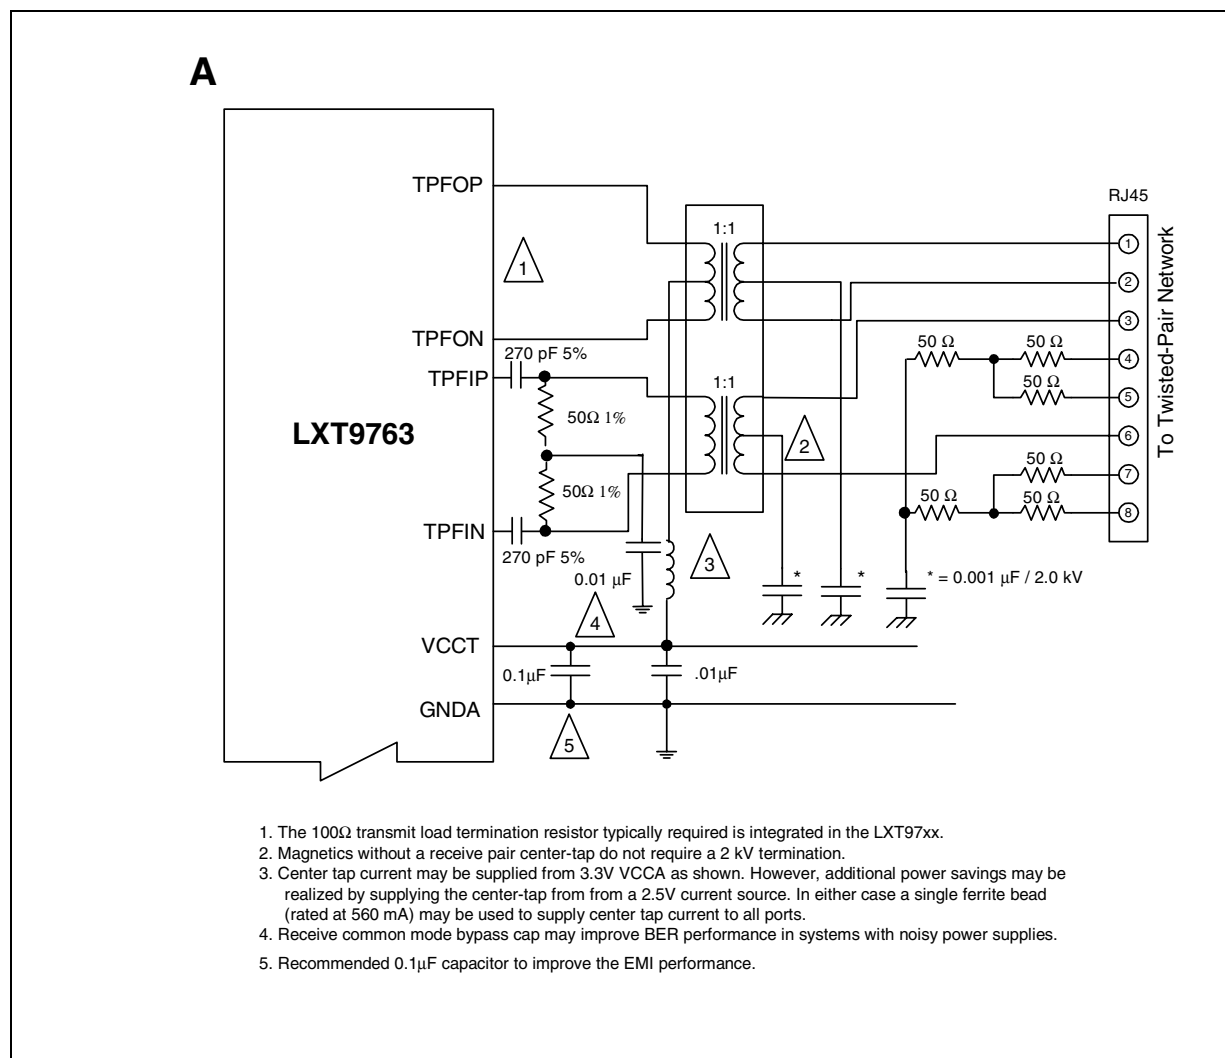 A
TPFOP
RJ45
1:1
1
1
2
To Twisted-Pair Network
3
TPFON
50 Ω
50 Ω
4
270 pF 5%
TPFIP
1:1
50 Ω
5
50Ω 1%
LXT9763
2
6
50 Ω
7
50Ω 1%
50 Ω
50 Ω
8
TPFIN
270 pF 5%
3
0.01 µF
*
*
* = 0.001 µF / 2.0 kV
4
VCCT
0.1µF
.01µF
GNDA
5
1. The 100Ω transmit load termination resistor typically required is integrated in the LXT97xx.
2. Magnetics without a receive pair center-tap do not require a 2 kV termination.
3. Center tap current may be supplied from 3.3V VCCA as shown. However, additional power savings may be
realized by supplying the center-tap from from a 2.5V current source. In either case a single ferrite bead
(rated at 560 mA) may be used to supply center tap current to all ports.
4. Receive common mode bypass cap may improve BER performance in systems with noisy power supplies.
5. Recommended 0.1µF capacitor to improve the EMI performance.